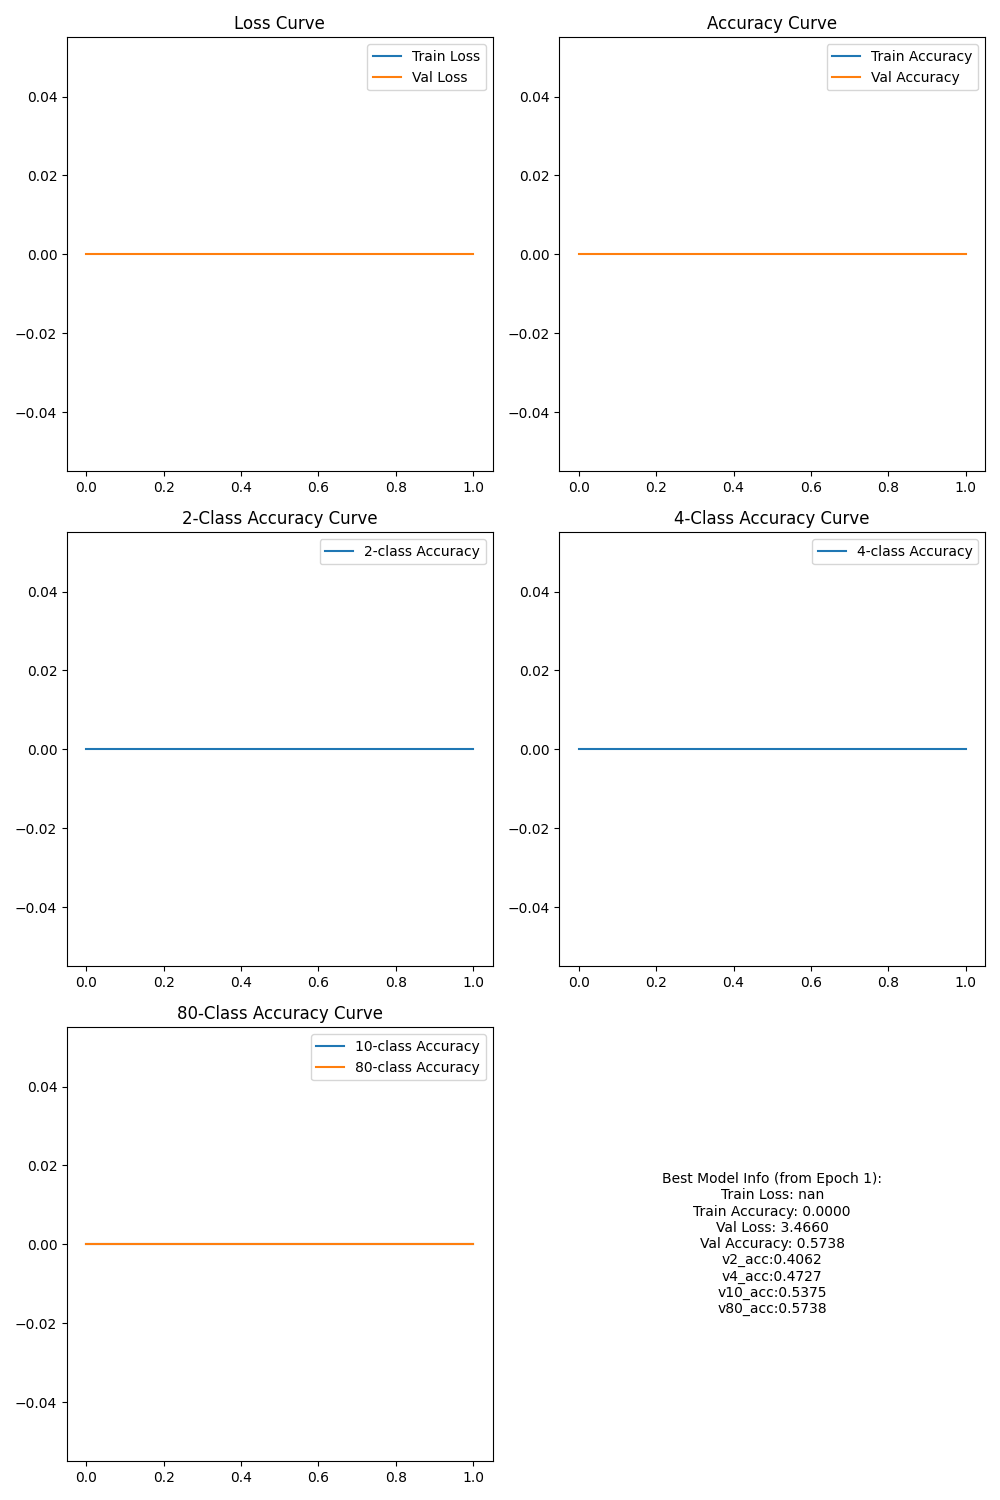 Loss Curve
Train Loss
Val Loss
0.04
0.02
0.00
−0.02
−0.04
0.0 0.2 0.4 0.6 0.8 1.0
Accuracy Curve
Train Accuracy
Val Accuracy
0.04
0.02
0.00
−0.02
−0.04
0.0 0.2 0.4 0.6 0.8 1.0
2-Class Accuracy Curve
2-class Accuracy
0.04
0.02
0.00
−0.02
−0.04
0.0 0.2 0.4 0.6 0.8 1.0
4-Class Accuracy Curve
4-class Accuracy
0.04
0.02
0.00
−0.02
−0.04
0.0 0.2 0.4 0.6 0.8 1.0
80-Class Accuracy Curve
10-class Accuracy
80-class Accuracy
0.04
0.02
0.00
−0.02
−0.04
0.0 0.2 0.4 0.6 0.8 1.0
Best Model Info (from Epoch 1):
Train Loss: nan
Train Accuracy: 0.0000
Val Loss: 3.4660
Val Accuracy: 0.5738
v2_acc:0.4062
v4_acc:0.4727
v10_acc:0.5375
v80_acc:0.5738